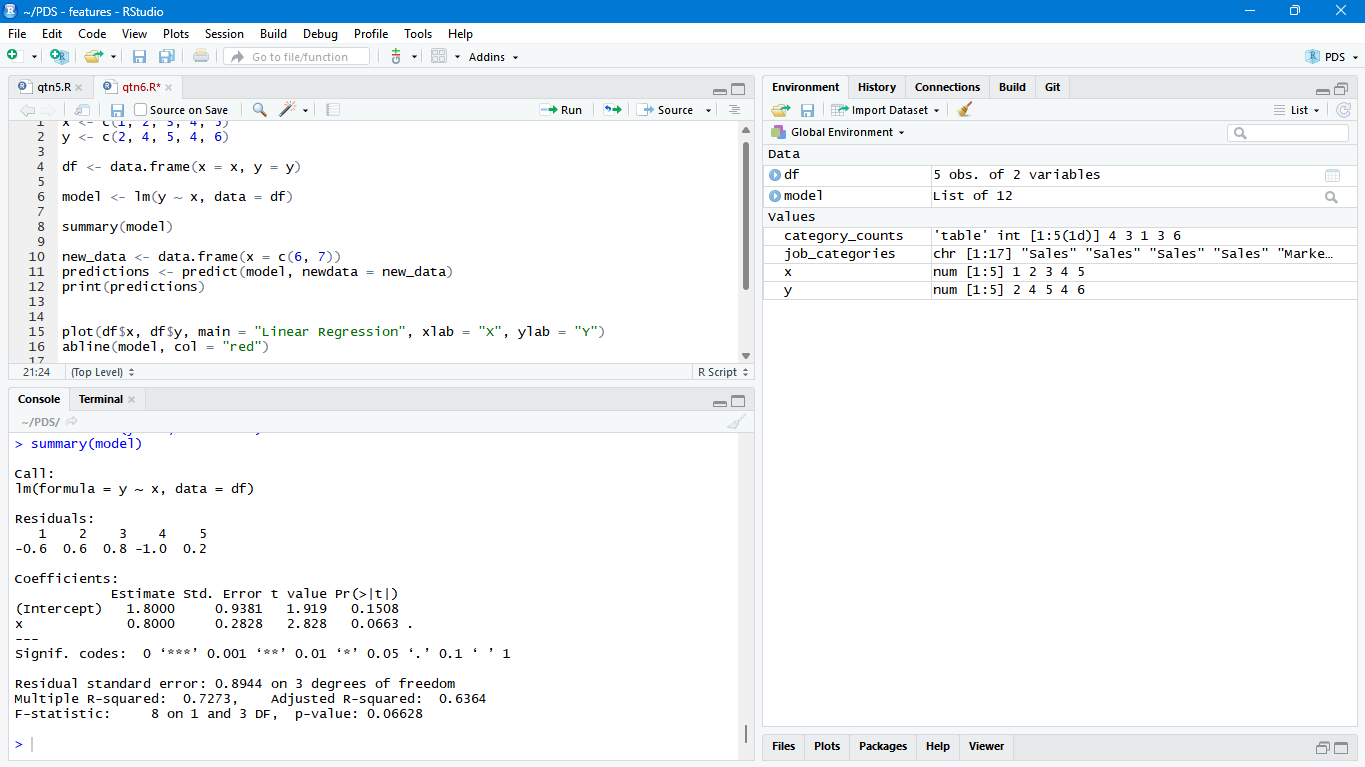 ~/PDS - features - RStudio
File Edit Code View Plots Session Build Debug Profile Tools Help
Go to file/function Addins PDS
qtn5.R qtn6.R*
Source on Save Run Source
1 x <- c(1, 2, 3, 4, 5)
2 y <- c(2, 4, 5, 4, 6)
3
4 df <- data.frame(x = x, y = y)
5
6 model <- lm(y ~ x, data = df)
7
8 summary(model)
9
10 new_data <- data.frame(x = c(6, 7))
11 predictions <- predict(model, newdata = new_data)
12 print(predictions)
13
14
15 plot(df$x, df$y, main = "Linear Regression", xlab = "X", ylab = "Y")
16 abline(model, col = "red")
17
21:24 (Top Level) R Script
Console Terminal
~/PDS/
> summary(model)
Call:
lm(formula = y ~ x, data = df)
Residuals:
1 2 3 4 5
-0.6 0.6 0.8 -1.0 0.2
Coefficients:
Estimate Std. Error t value Pr(>|t|)
(Intercept) 1.8000 0.9381 1.919 0.1508
x 0.8000 0.2828 2.828 0.0663 .
---
Signif. codes: 0 ‘***’ 0.001 ‘**’ 0.01 ‘*’ 0.05 ‘.’ 0.1 ‘ ’ 1
Residual standard error: 0.8944 on 3 degrees of freedom
Multiple R-squared: 0.7273, Adjusted R-squared: 0.6364
F-statistic: 8 on 1 and 3 DF, p-value: 0.06628
>
Environment History Connections Build Git
Import Dataset List
Global Environment
Data
df 5 obs. of 2 variables
model List of 12
Values
category_counts 'table' int [1:5(1d)] 4 3 1 3 6
job_categories chr [1:17] "Sales" "Sales" "Sales" "Sales" "Marke…
x num [1:5] 1 2 3 4 5
y num [1:5] 2 4 5 4 6
Files Plots Packages Help Viewer